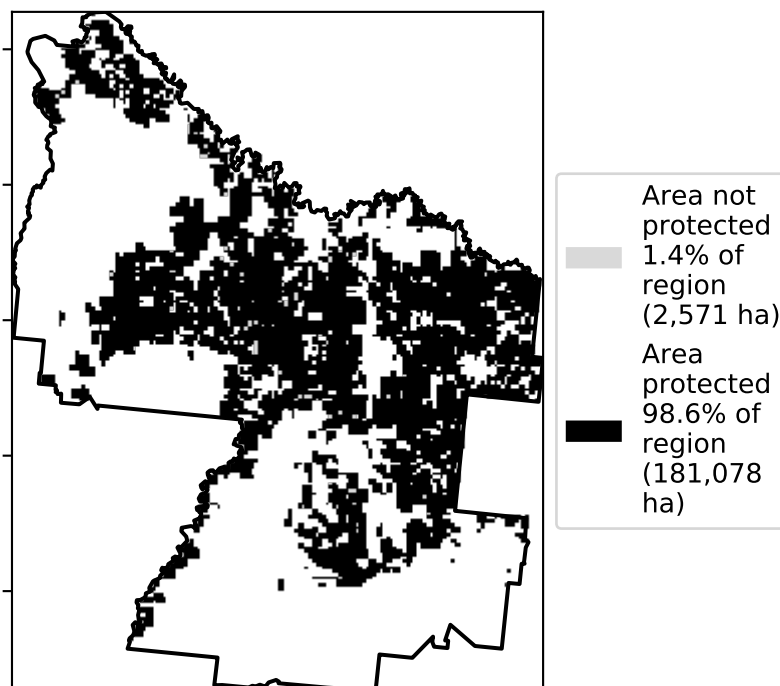 Area not
protected
1.4% of
region
(2,571 ha)
Area
protected
98.6% of
region
(181,078
ha)